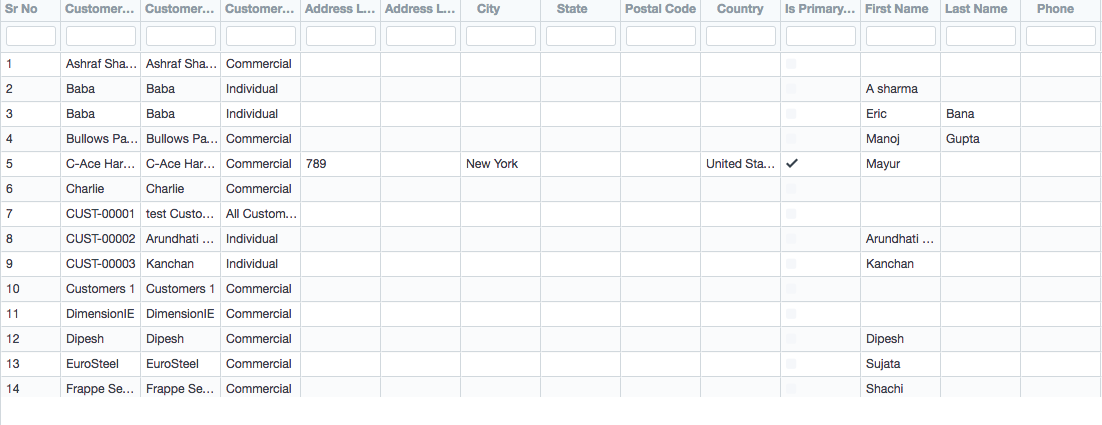 Sr No Customer... Customer... Customer... Address L... Address L... City State Postal Code Country Is Primary... First Name Last Name Phone
1 Ashraf Sha... Ashraf Sha... Commercial
2 Baba Baba Individual A sharma
3 Baba Baba Individual Eric Bana
4 Bullows Pa... Bullows Pa... Commercial Manoj Gupta
5 C-Ace Har... C-Ace Har... Commercial 789 New York United Sta... ✓ Mayur
6 Charlie Charlie Commercial
7 CUST-00001 test Custo... All Custom...
8 CUST-00002 Arundhati ... Individual Arundhati ...
9 CUST-00003 Kanchan Individual Kanchan
10 Customers 1 Customers 1 Commercial
11 DimensionIE DimensionIE Commercial
12 Dipesh Dipesh Commercial Dipesh
13 EuroSteel EuroSteel Commercial Sujata
14 Frappe Se... Frappe Se... Commercial Shachi